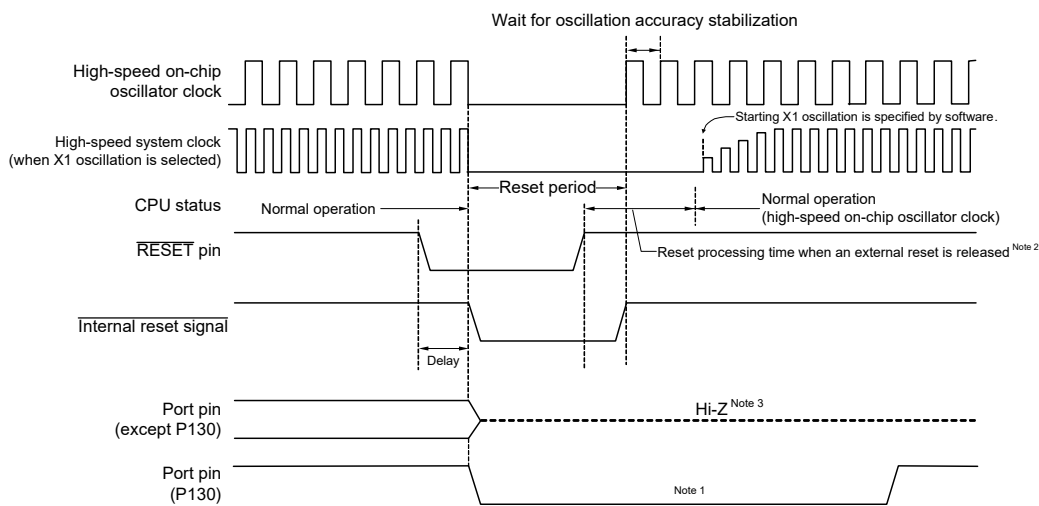 Wait for oscillation accuracy stabilization
High-speed on-chip
oscillator clock
Starting X1 oscillation is specified by software.
High-speed system clock
(when X1 oscillation is selected)
Reset period
CPU status
Normal operation
Normal operation
(high-speed on-chip oscillator clock)
RESET pin
Reset processing time when an external reset is released Note 2
Internal reset signal
Delay
Port pin
(except P130)
Hi-Z Note 3
Port pin
(P130)
Note 1